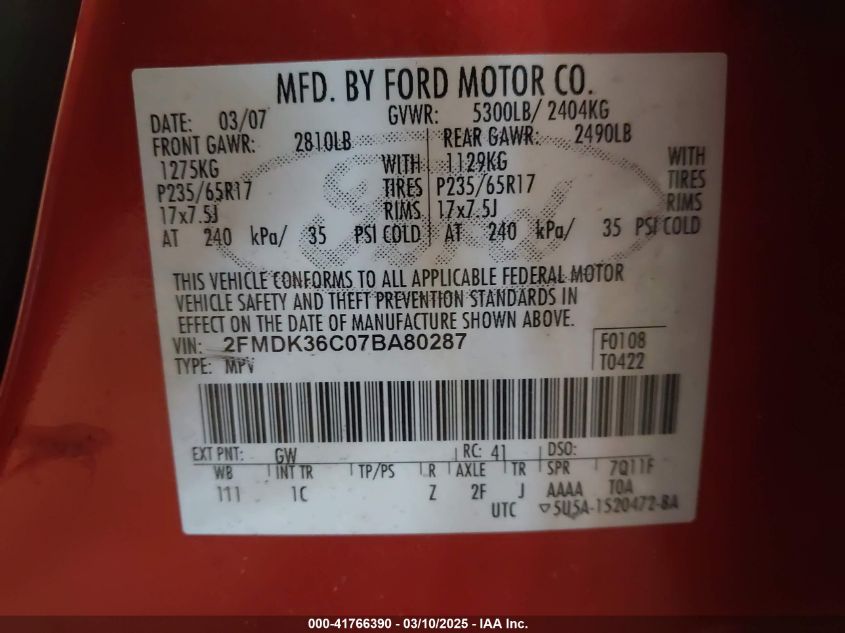 MFD. BY FORD MOTOR CO.
DATE: 03/07 GVWR: 5300LB/ 2404KG
FRONT GAWR: 2810LB REAR GAWR: 2490LB
1275KG WITH 1129KG WITH
P235/65R17 TIRES P235/65R17 TIRES
17x7.5J RIMS 17x7.5J RIMS
AT 240 kPa/ 35 PSI COLD AT 240 kPa/ 35 PSI COLD
Ford
THIS VEHICLE CONFORMS TO ALL APPLICABLE FEDERAL MOTOR
VEHICLE SAFETY AND THEFT PREVENTION STANDARDS IN
EFFECT ON THE DATE OF MANUFACTURE SHOWN ABOVE.
VIN: 2FMDK36C07BA80287 F0108
TYPE: MPV T0422
EXT PNT: GW RC: 41 DSO:
WB INT TR TP/PS R AXLE TR SPR 7Q11F
111 1C Z 2F J AAAA TOA
UTC ▽5U5A-1520472-BA
000-41766390 - 03/10/2025 - IAA Inc.